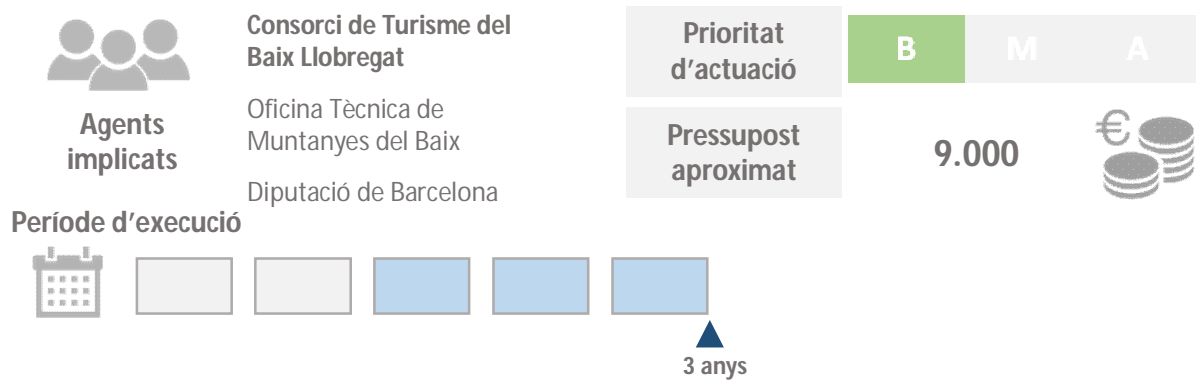 Agents
implicats
Consorci de Turisme del
Baix Llobregat
Oficina Tècnica de
Muntanyes del Baix
Diputació de Barcelona
Prioritat
d'actuació
B M A
Pressupost
aproximat
9.000
€
Període d'execució
3 anys